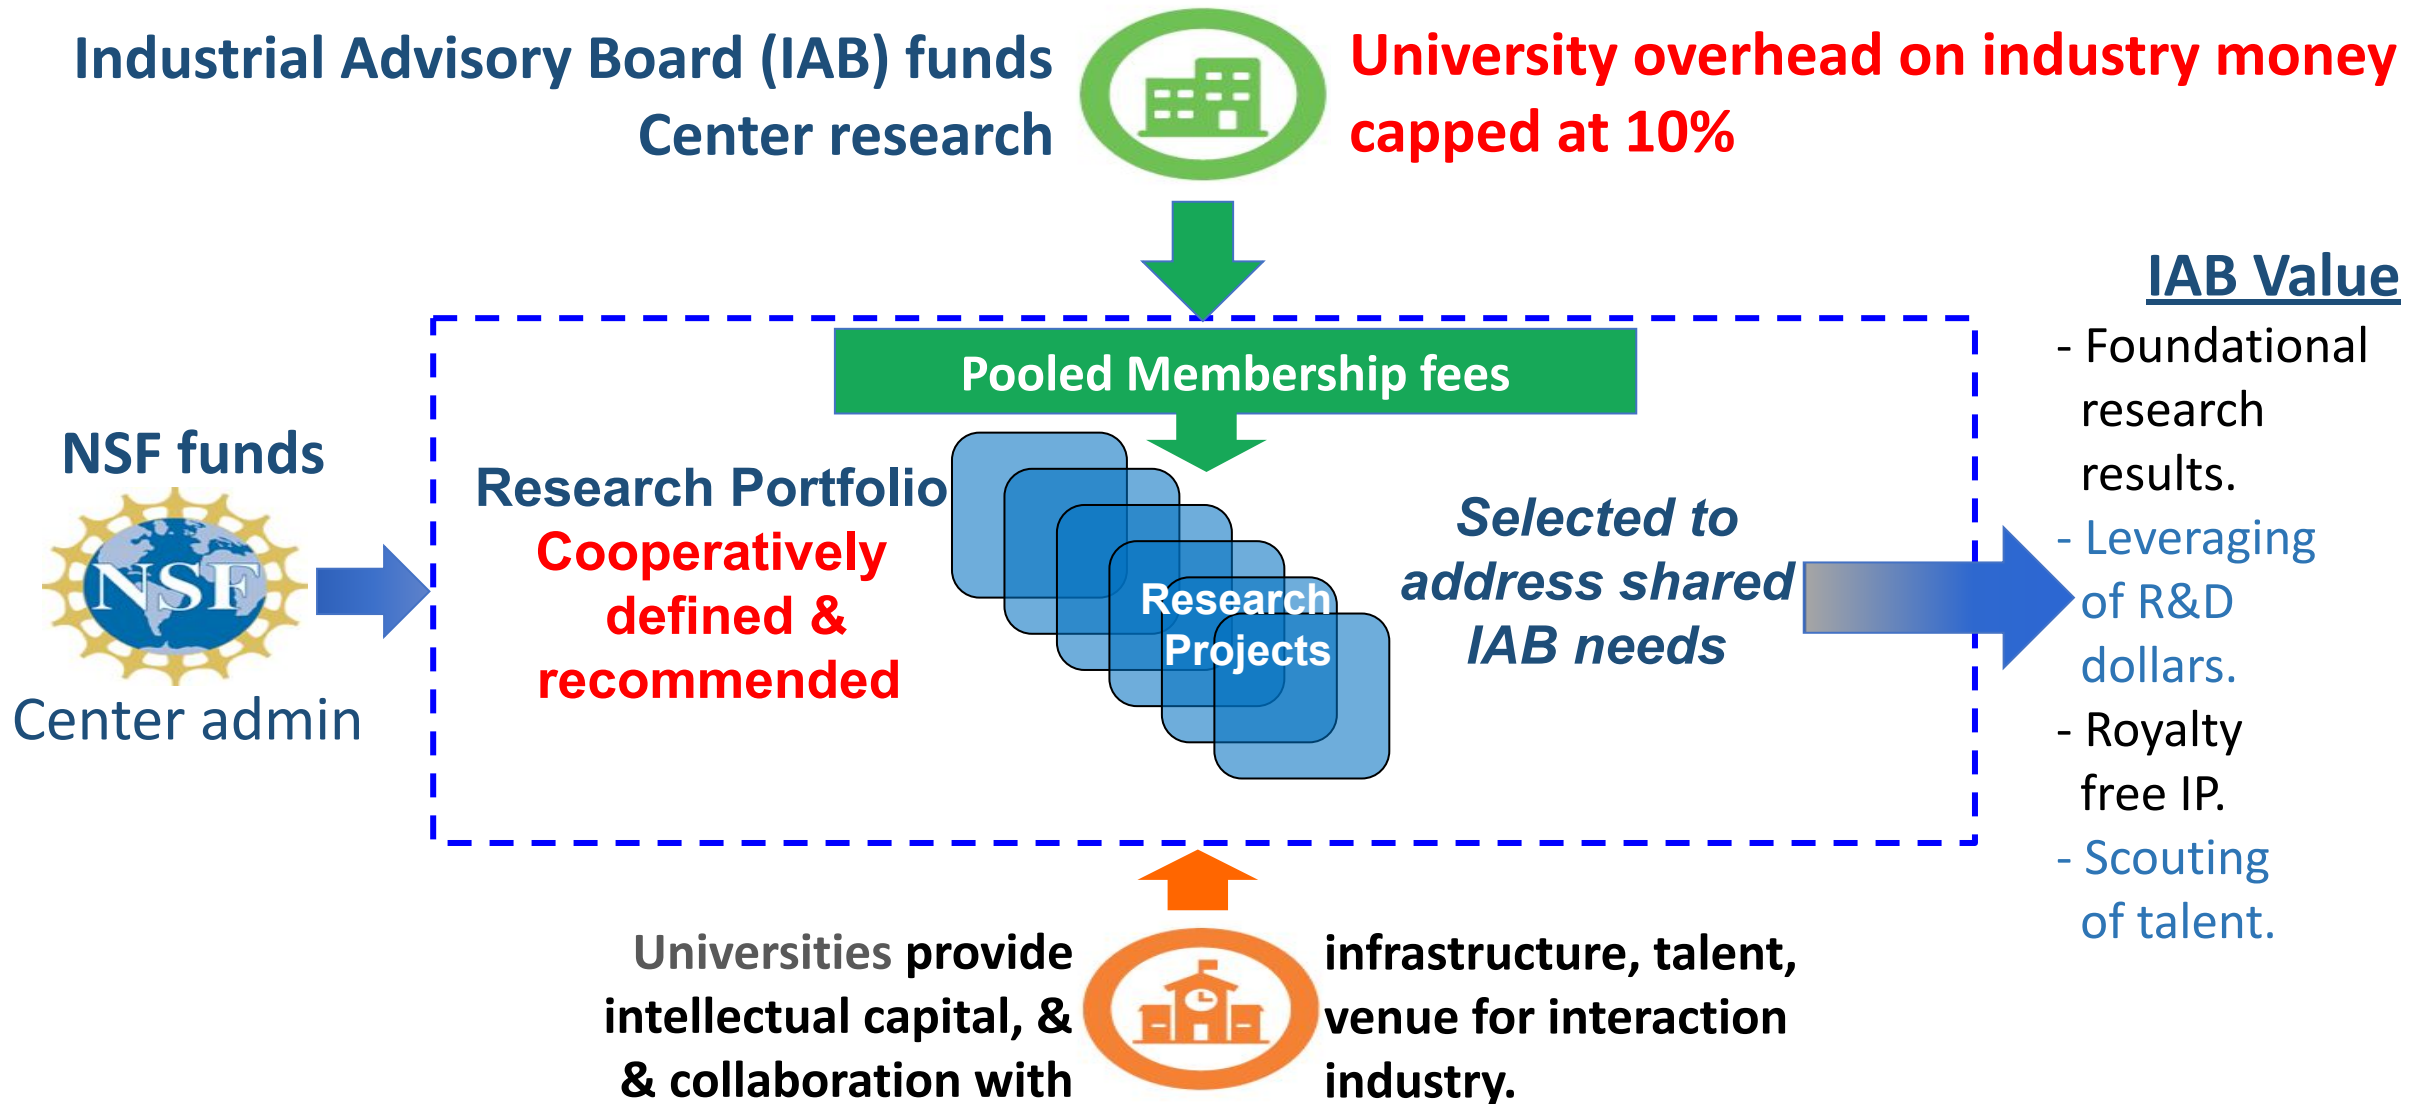 Industrial Advisory Board (IAB) funds
Center research
University overhead on industry money
capped at 10%
Pooled Membership fees
NSF funds
NSF
Center admin
Research Portfolio
Cooperatively
defined &
recommended
Research
Projects
Selected to
address shared
IAB needs
IAB Value
- Foundational
research
results.
- Leveraging
of R&D
dollars.
- Royalty
free IP.
- Scouting
of talent.
Universities provide
intellectual capital, &
& collaboration with
infrastructure, talent,
venue for interaction
industry.